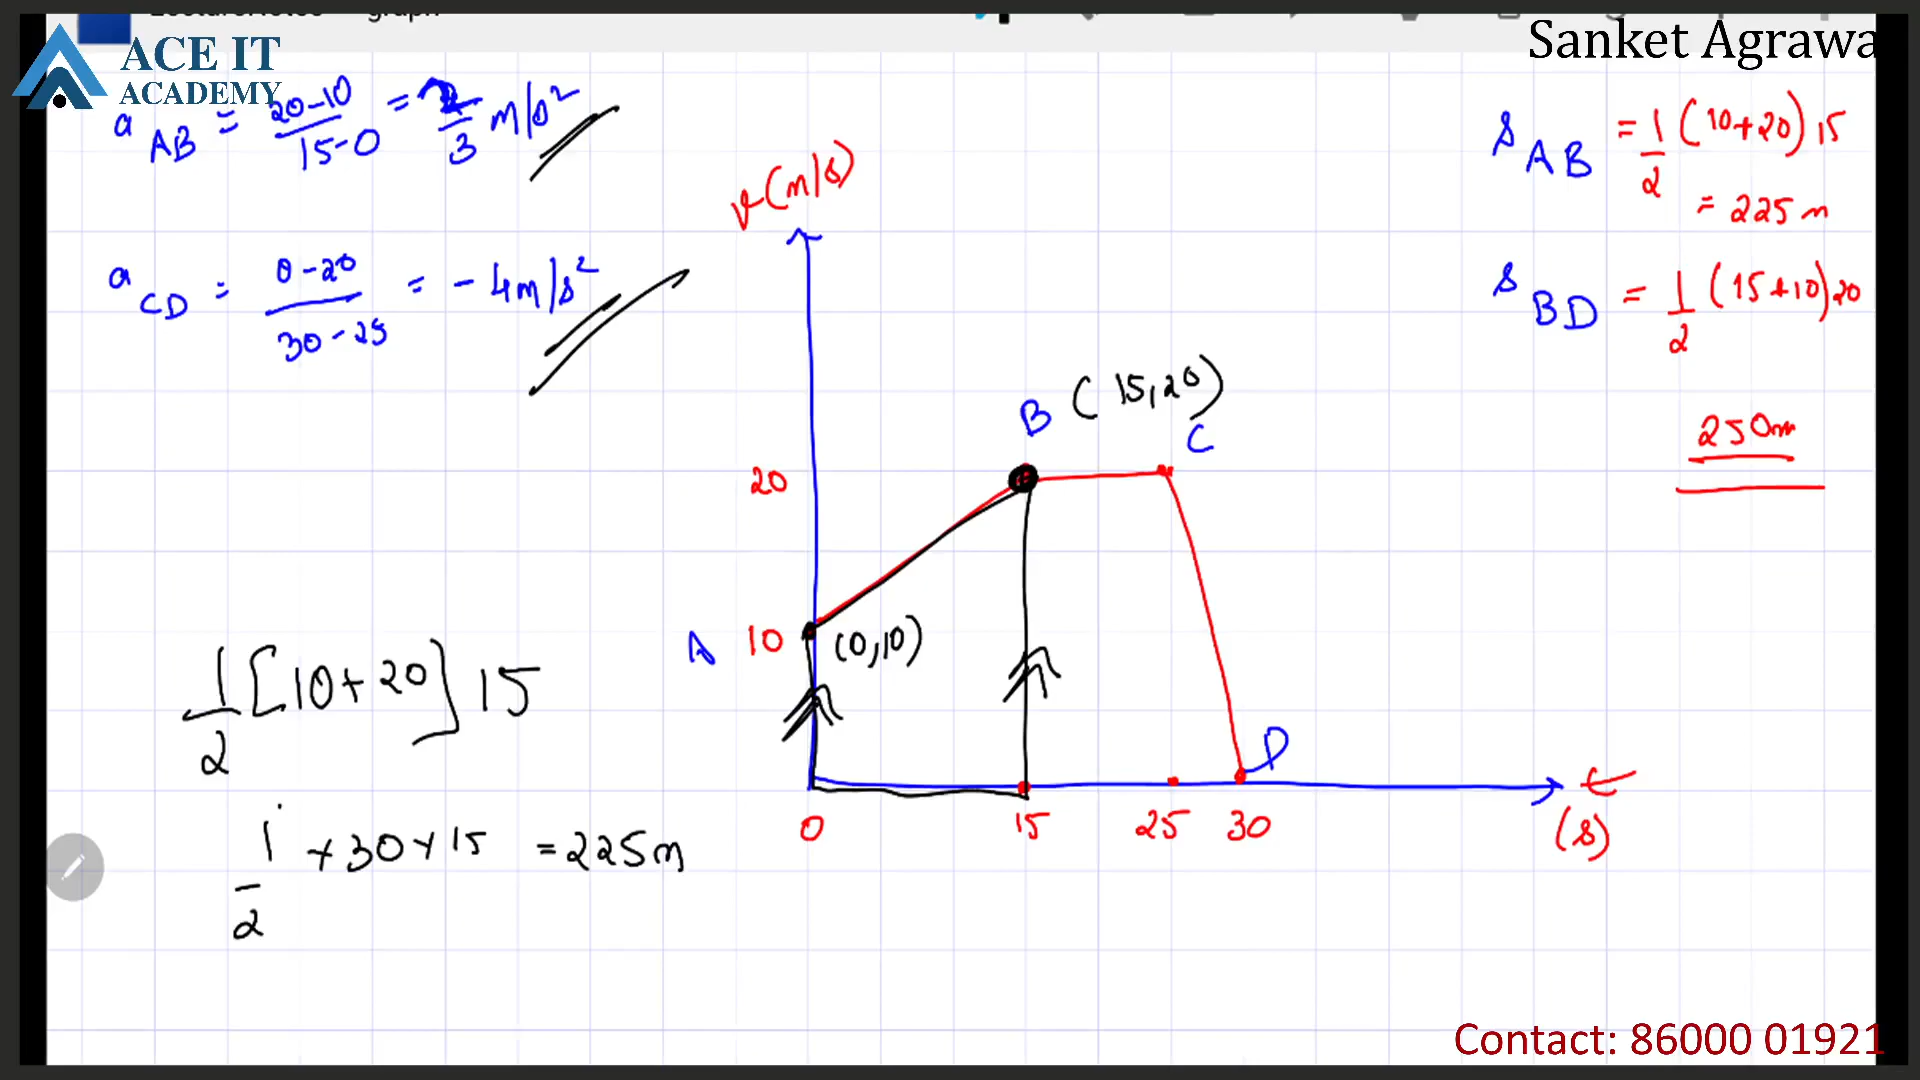 ACE IT
ACADEMY
Sanket Agrawa
a AB = 20-10 / 15-0 = 2/3 m/s²
a CD = 0-20 / 30-25 = - 4m/s²
s AB = 1/2 (10+20) 15
= 225 m
s BD = 1/2 (15+10) 20
250m
v (m/s)
B (15,20)
C
20
A 10 (0,10)
D
0 15 25 30
t
(s)
1/2 [10+20] 15
1/2 × 30 × 15 = 225m
Contact: 86000 01921